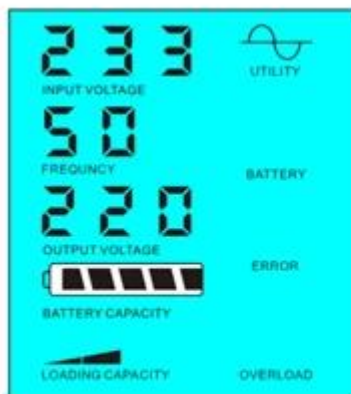 233
INPUT VOLTAGE
UTILITY
50
FREQUNCY
BATTERY
220
OUTPUT VOLTAGE
ERROR
BATTERY CAPACITY
LOADING CAPACITY
OVERLOAD